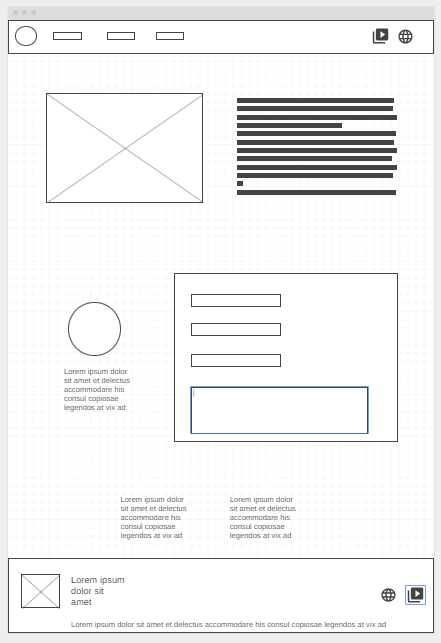 Lorem ipsum dolor
sit amet et delectus
accommodare his
consul copiosae
legendos at vix ad
Lorem ipsum dolor
sit amet et delectus
accommodare his
consul copiosae
legendos at vix ad
Lorem ipsum dolor
sit amet et delectus
accommodare his
consul copiosae
legendos at vix ad
Lorem ipsum
dolor sit
amet
Lorem ipsum dolor sit amet et delectus accommodare his consul copiosae legendos at vix ad